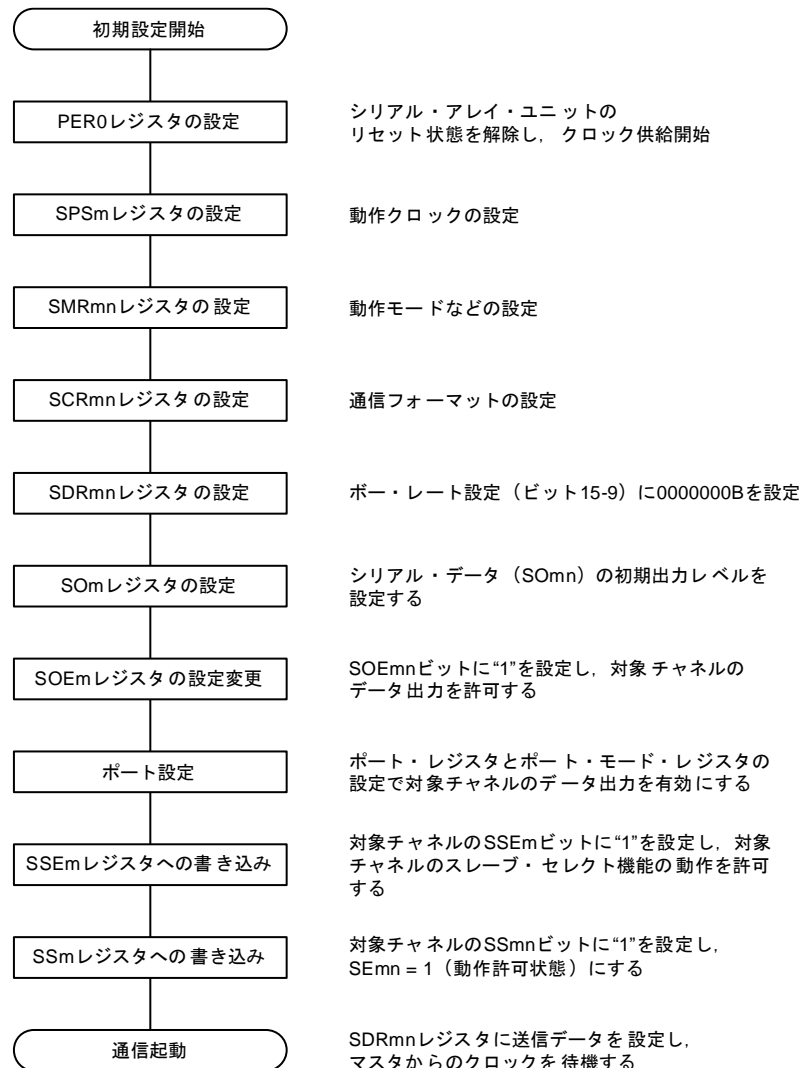 初期設定開始
PER0レジスタの設定
シリアル・アレイ・ユニットの
リセット状態を解除し，クロック供給開始
SPSmレジスタの設定
動作クロックの設定
SMRmnレジスタの設定
動作モードなどの設定
SCRmnレジスタの設定
通信フォーマットの設定
SDRmnレジスタの設定
ボー・レート設定（ビット15-9）に0000000Bを設定
SOmレジスタの設定
シリアル・データ（SOmn）の初期出力レベルを
設定する
SOEmレジスタの設定変更
SOEmnビットに“1”を設定し，対象チャネルの
データ出力を許可する
ポート設定
ポート・レジスタとポート・モード・レジスタの
設定で対象チャネルのデータ出力を有効にする
SSEmレジスタへの書き込み
対象チャネルのSSEmビットに“1”を設定し，対象
チャネルのスレーブ・セレクト機能の動作を許可
する
SSmレジスタへの書き込み
対象チャネルのSSmnビットに“1”を設定し，
SEmn = 1（動作許可状態）にする
通信起動
SDRmnレジスタに送信データを設定し，
マスタからのクロックを待機する